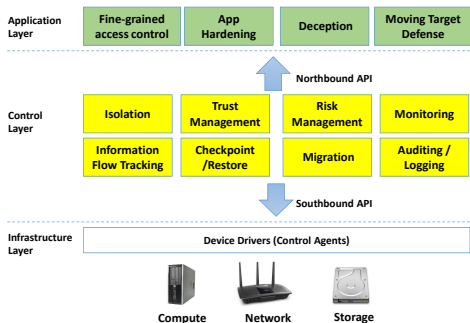 Application
Layer
Fine-grained
access control
App
Hardening
Deception
Moving Target
Defense
Northbound API
Control
Layer
Isolation
Trust
Management
Risk
Management
Monitoring
Information
Flow Tracking
Checkpoint
/Restore
Migration
Auditing /
Logging
Southbound API
Infrastructure
Layer
Device Drivers (Control Agents)
Compute
Network
Storage